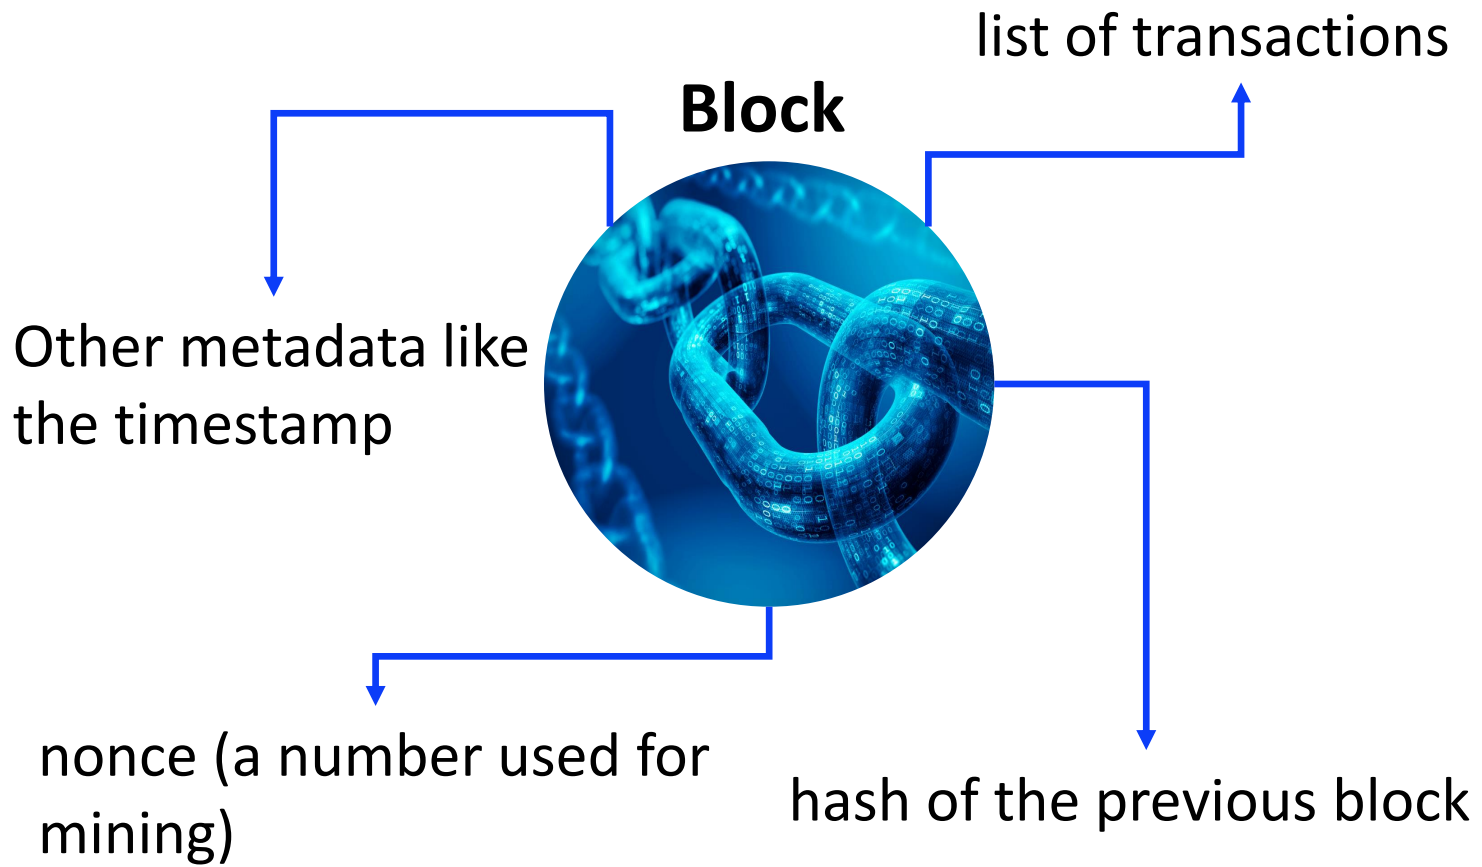 list of transactions
Block
Other metadata like
the timestamp
nonce (a number used for
mining)
hash of the previous block